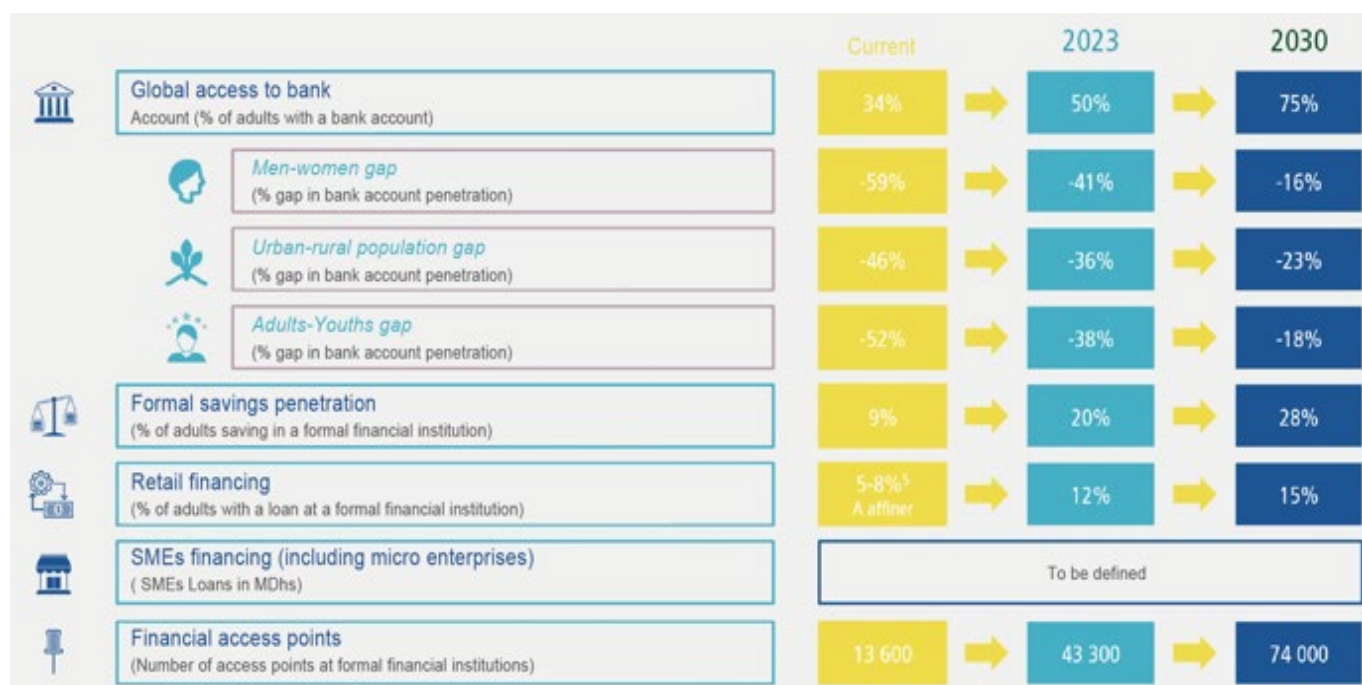 Current 2023 2030
Global access to bank
Account (% of adults with a bank account)
34% 50% 75%
Men-women gap
(% gap in bank account penetration)
-59% -41% -16%
Urban-rural population gap
(% gap in bank account penetration)
-46% -36% -23%
Adults-Youths gap
(% gap in bank account penetration)
-52% -38% -18%
Formal savings penetration
(% of adults saving in a formal financial institution)
9% 20% 28%
Retail financing
(% of adults with a loan at a formal financial institution)
5-8%⁵
A affiner
12% 15%
SMEs financing (including micro enterprises)
( SMEs Loans in MDhs)
To be defined
Financial access points
(Number of access points at formal financial institutions)
13 600 43 300 74 000